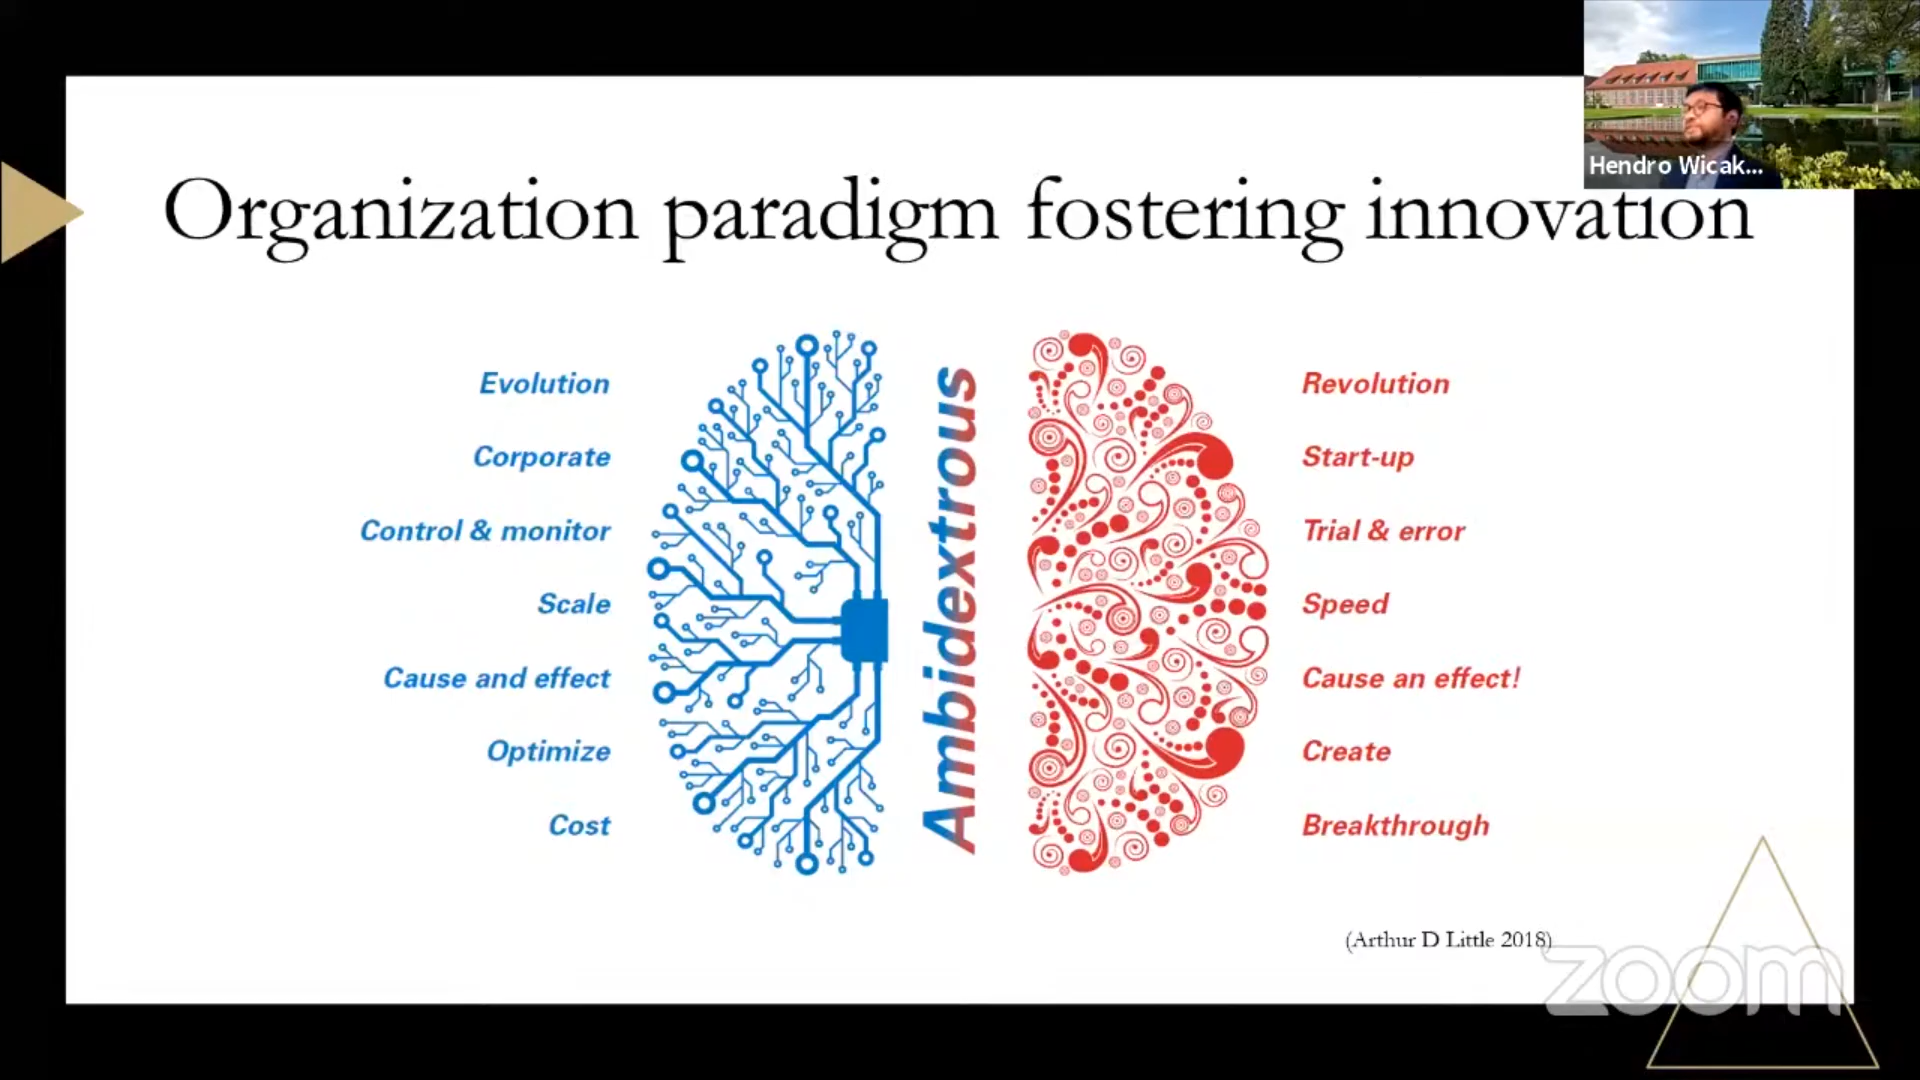 Hendro Wicak...
Organization paradigm fostering innovation
Evolution
Corporate
Control & monitor
Scale
Cause and effect
Optimize
Cost
Ambidextrous
Revolution
Start-up
Trial & error
Speed
Cause an effect!
Create
Breakthrough
(Arthur D Little 2018)
zoom